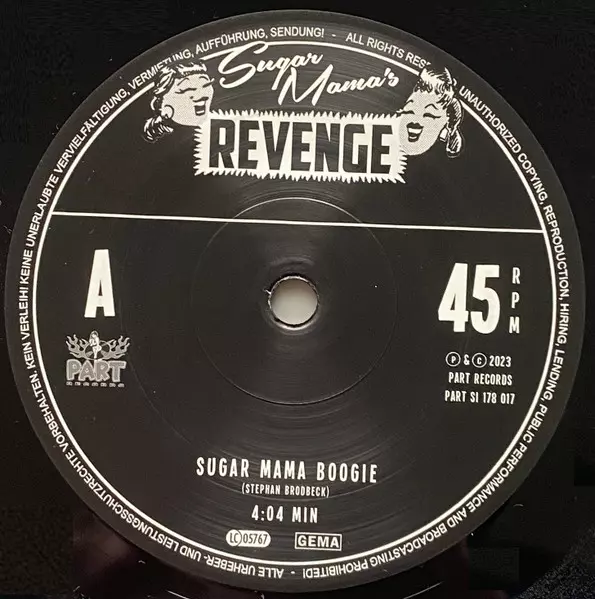 ALLE URHEBER- UND LEISTUNGSSCHUTZRECHTE VORBEHALTEN. KEIN VERLEIH! KEINE UNERLAUBTE VERVIELFÄLTIGUNG, VERMIETUNG, AUFFÜHRUNG, SENDUNG! - ALL RIGHTS UNAUTHORIZED COPYING, REPRODUCTION, HIRING, LENDING, PUBLIC PERFORMANCE AND BROADCASTING PROHIBITED! -
Sugar
Mama's
REVENGE
A
45 RPM
PART
RECORDS
Ⓟ & © 2023
PART RECORDS
PART SI 178 017
SUGAR MAMA BOOGIE
(STEPHAN BRODBECK)
4:04 MIN
LC 05767
GEMA